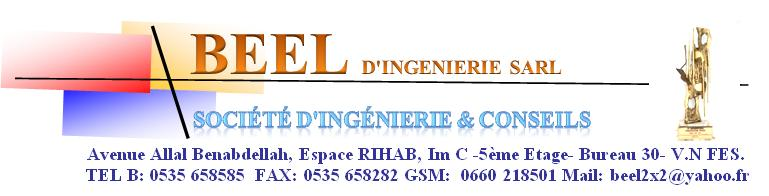 BEEL D'INGENIERIE SARL
SOCIÉTÉ D'INGÉNIERIE & CONSEILS
Avenue Allal Benabdellah, Espace RIHAB, Im C -5ème Etage- Bureau 30- V.N FES.
TEL B: 0535 658585 FAX: 0535 658282 GSM: 0660 218501 Mail: beel2x2@yahoo.fr